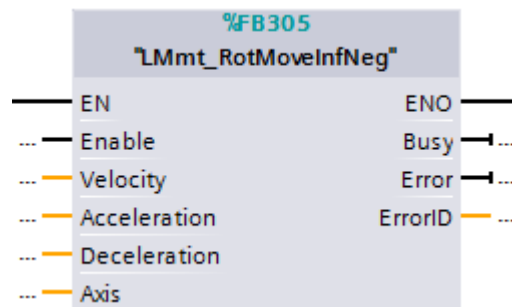 %FB305
"LMmt_RotMoveInfNeg"
EN ENO
--- Enable Busy ---
--- Velocity Error ---
--- Acceleration ErrorID ---
--- Deceleration
--- Axis